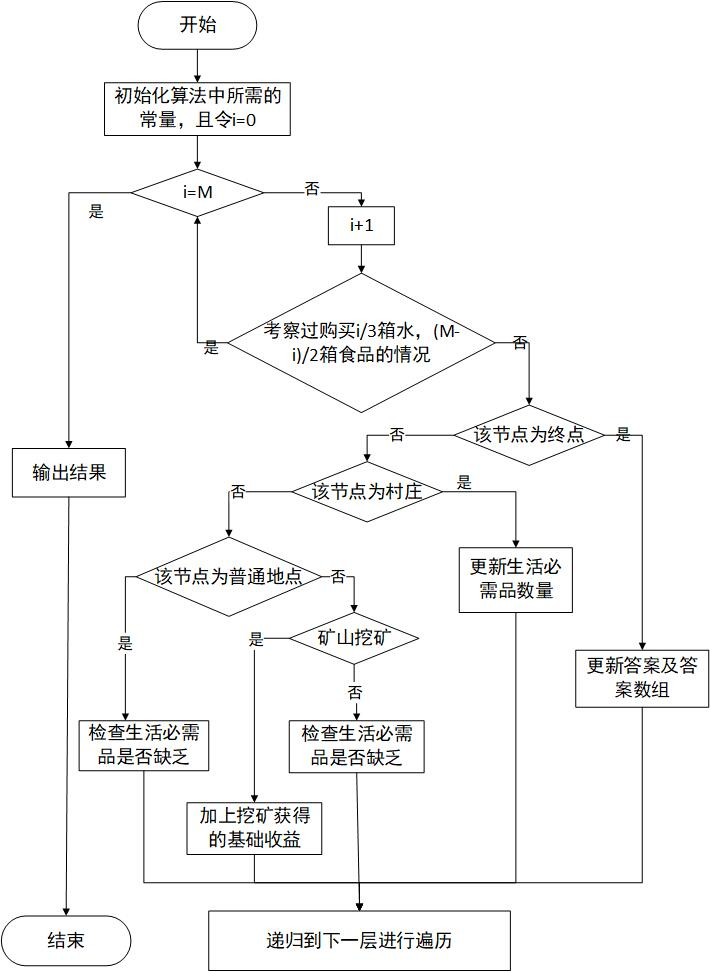 开始
初始化算法中所需的
常量，且令i=0
i=M
否
是
i+1
考察过购买i/3箱水，(M-
i)/2箱食品的情况
是
否
该节点为终点
否
是
输出结果
该节点为村庄
否
是
该节点为普通地点
否
更新生活必
需品数量
是
矿山挖矿
是
否
更新答案及答
案数组
检查生活必需
品是否缺乏
检查生活必需
品是否缺乏
加上挖矿获得
的基础收益
结束
递归到下一层进行遍历